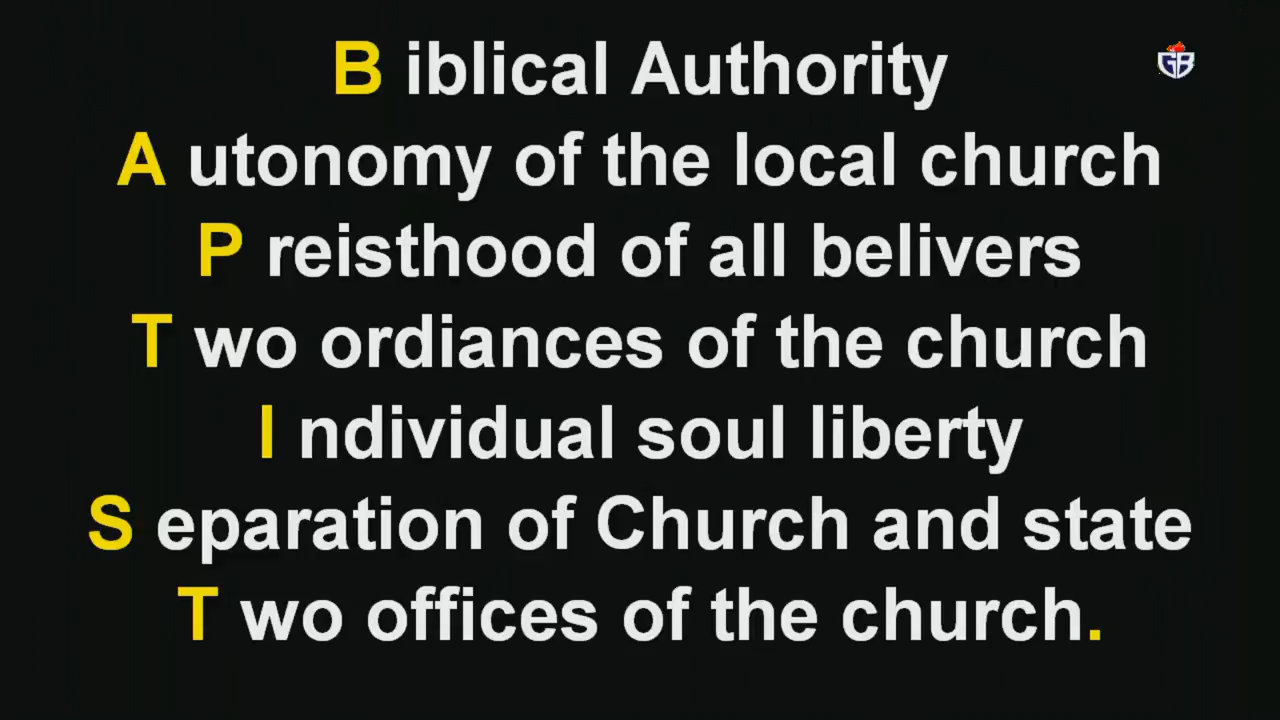 B iblical Authority
GB
A utonomy of the local church
P reisthood of all belivers
T wo ordiances of the church
I ndividual soul liberty
S eparation of Church and state
T wo offices of the church.